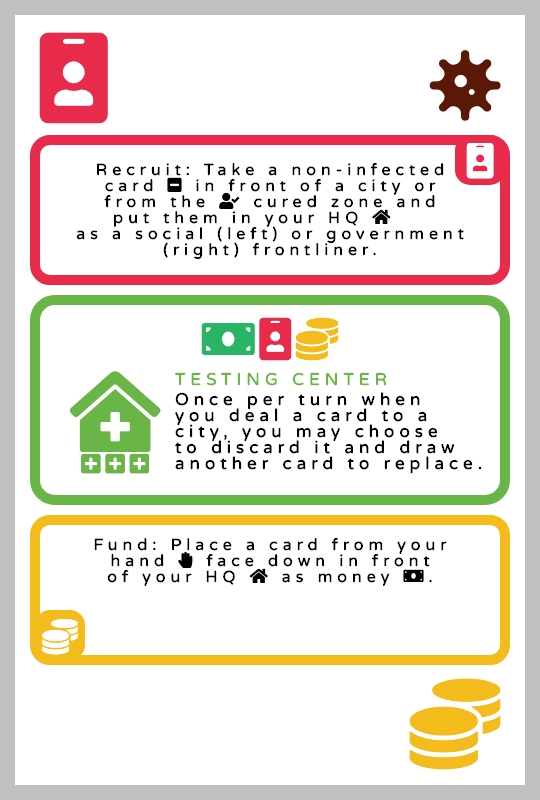 Recruit: Take a non-infected
card in front of a city or
from the cured zone and
put them in your HQ
as a social (left) or government
(right) frontliner.
TESTING CENTER
Once per turn when
you deal a card to a
city, you may choose
to discard it and draw
another card to replace.
Fund: Place a card from your
hand face down in front
of your HQ as money .